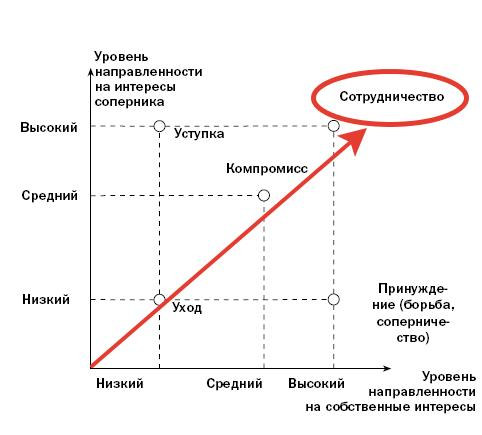 Уровень
направленности
на интересы
соперника
Сотрудничество
Высокий
Уступка
Компромисс
Средний
Низкий
Уход
Принужде-
ние (борьба,
соперниче-
ство)
Низкий
Средний
Высокий
Уровень
направленности
на собственные интересы